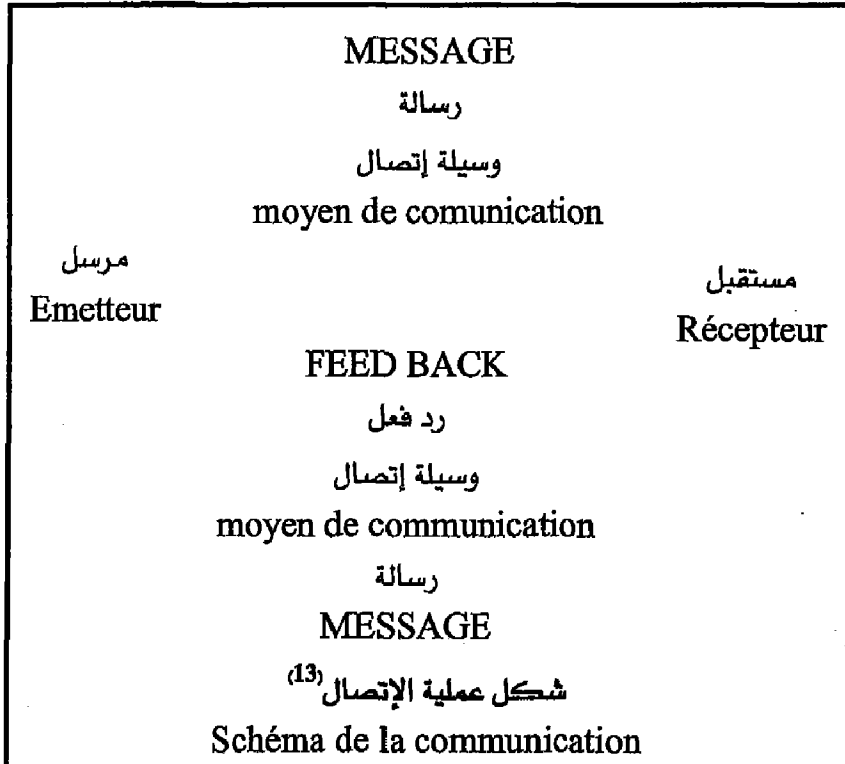 MESSAGE
رسالة
وسيلة إتصال
moyen de comunication
مرسل
Emetteur
مستقبل
Récepteur
FEED BACK
رد فعل
وسيلة إتصال
moyen de communication
رسالة
MESSAGE
شكل عملية الإتصال(13)
Schéma de la communication